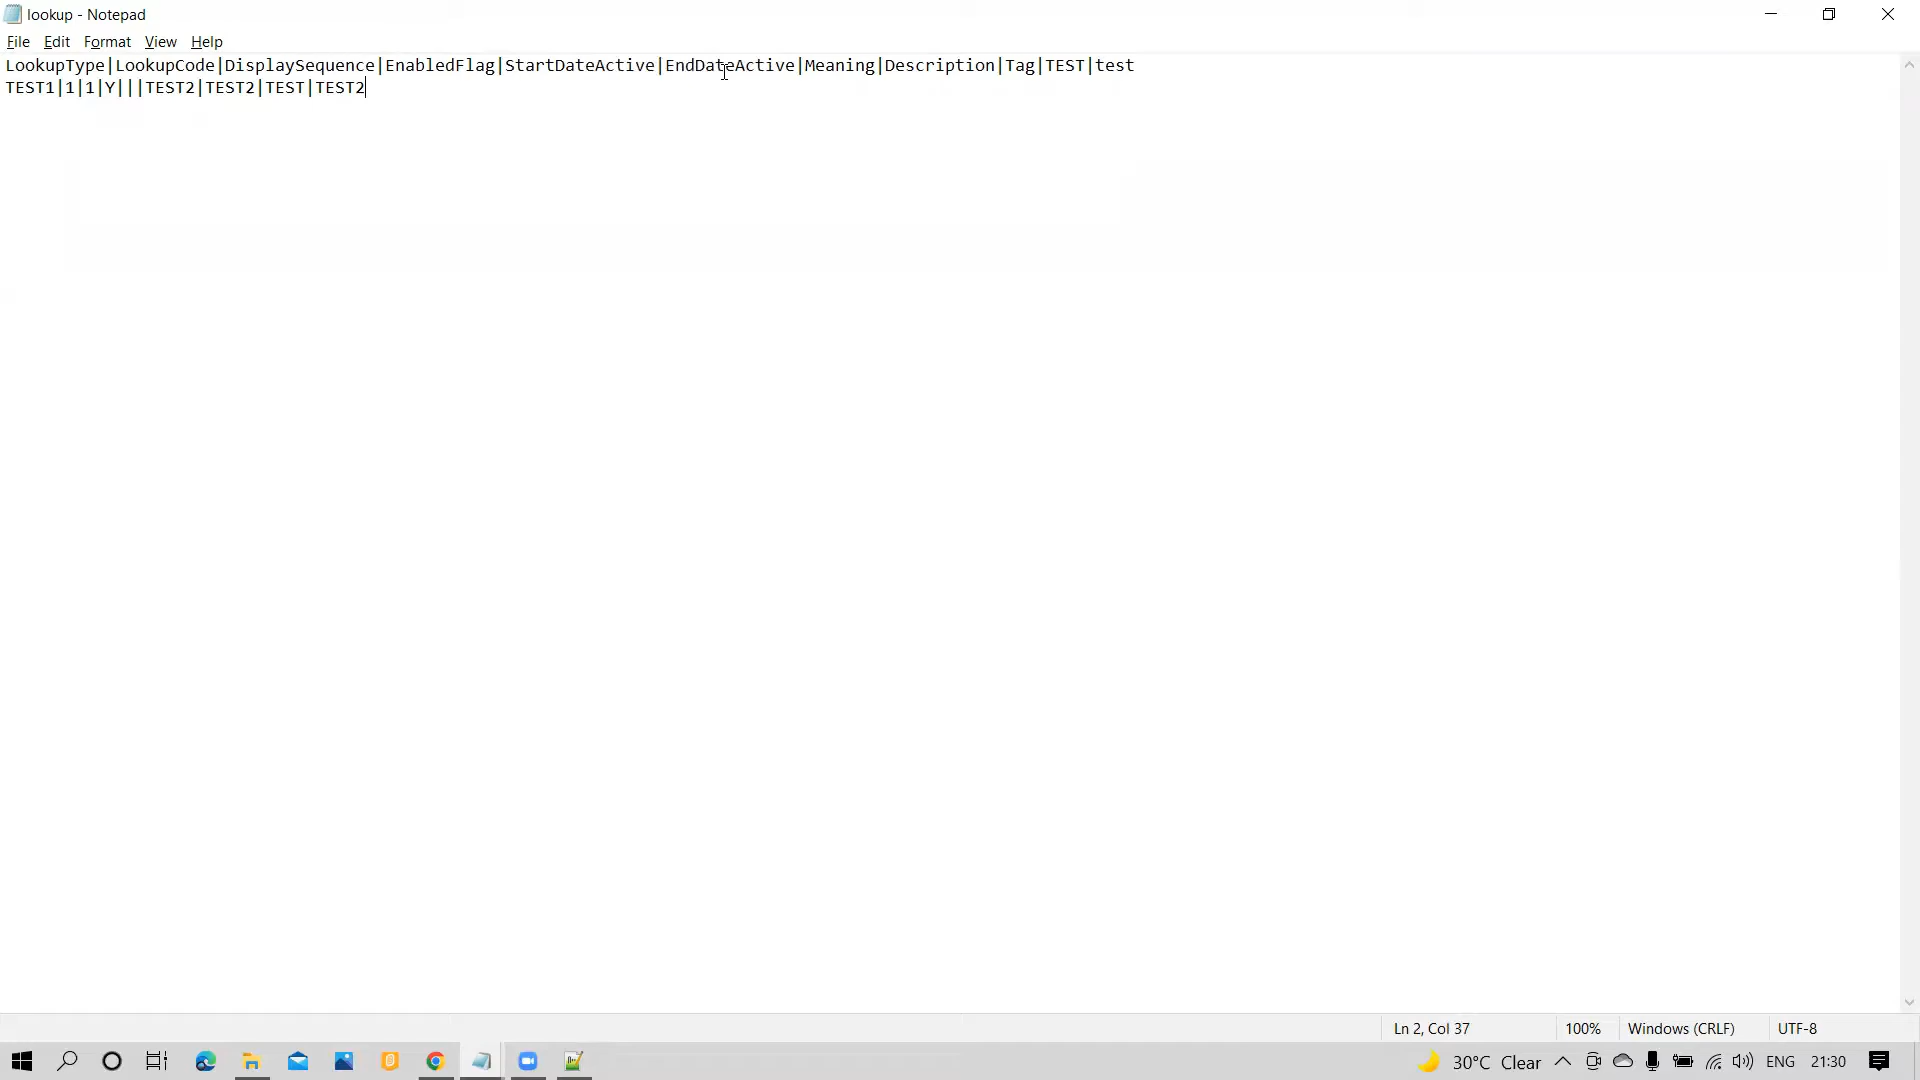 lookup - Notepad
File Edit Format View Help
LookupType|LookupCode|DisplaySequence|EnabledFlag|StartDateActive|EndDateActive|Meaning|Description|Tag|TEST|test
TEST1|1|1|Y|||TEST2|TEST2|TEST|TEST2
Ln 2, Col 37 100% Windows (CRLF) UTF-8
30°C Clear ENG 21:30